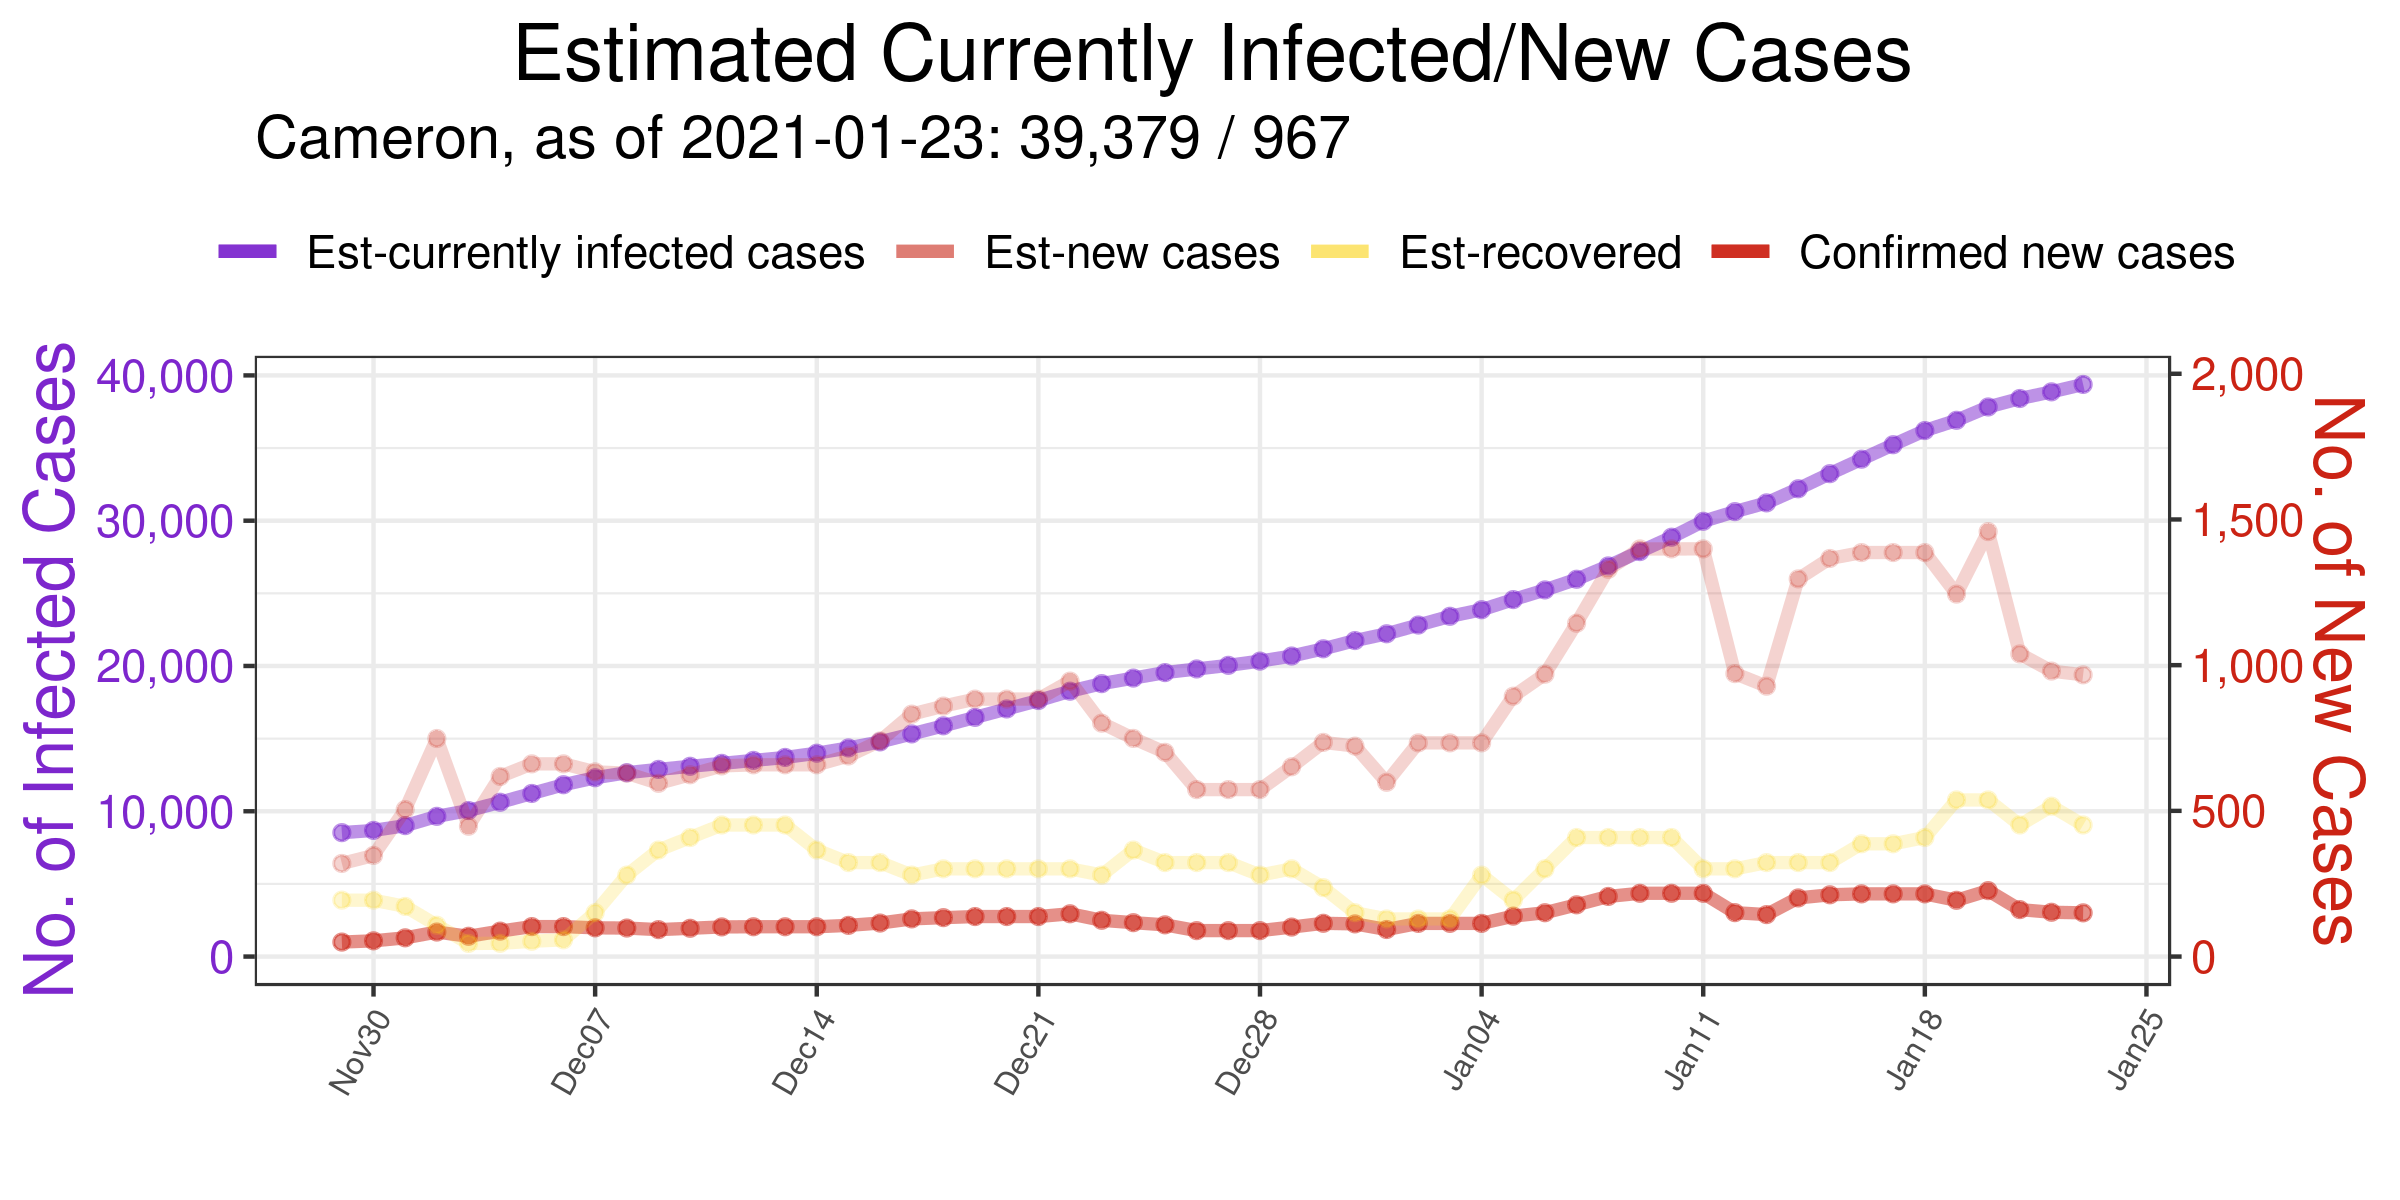 Estimated Currently Infected/New Cases
Cameron, as of 2021-01-23: 39,379 / 967
Est-currently infected cases Est-new cases Est-recovered Confirmed new cases
No. of Infected Cases
40,000
30,000
20,000
10,000
0
2,000
1,500
1,000
500
0
No. of New Cases
Nov30 Dec07 Dec14 Dec21 Dec28 Jan04 Jan11 Jan18 Jan25